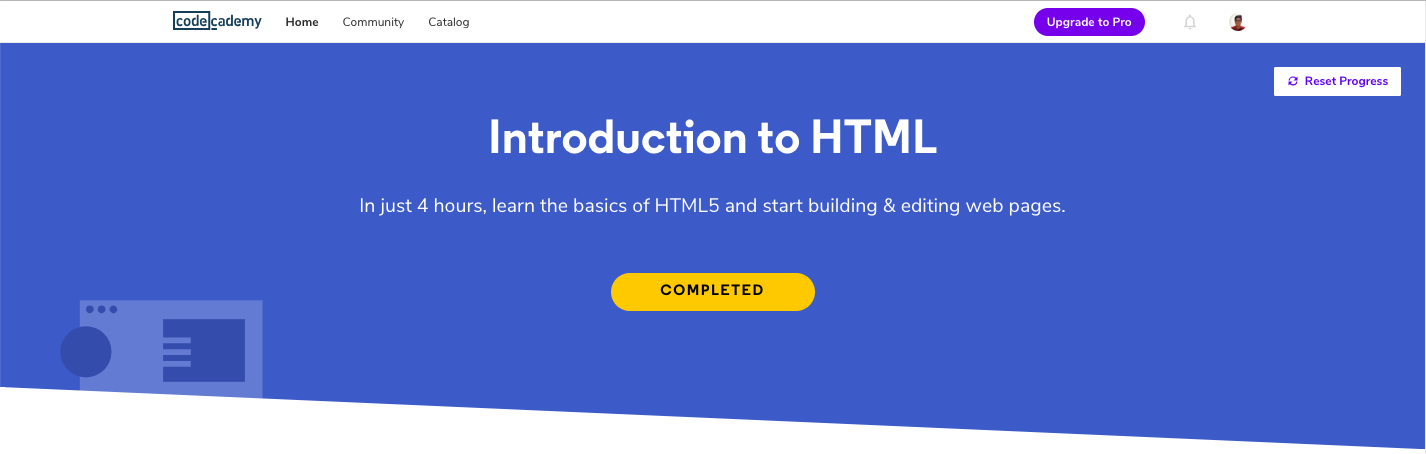 codecademy Home Community Catalog Upgrade to Pro
Reset Progress
Introduction to HTML
In just 4 hours, learn the basics of HTML5 and start building & editing web pages.
COMPLETED